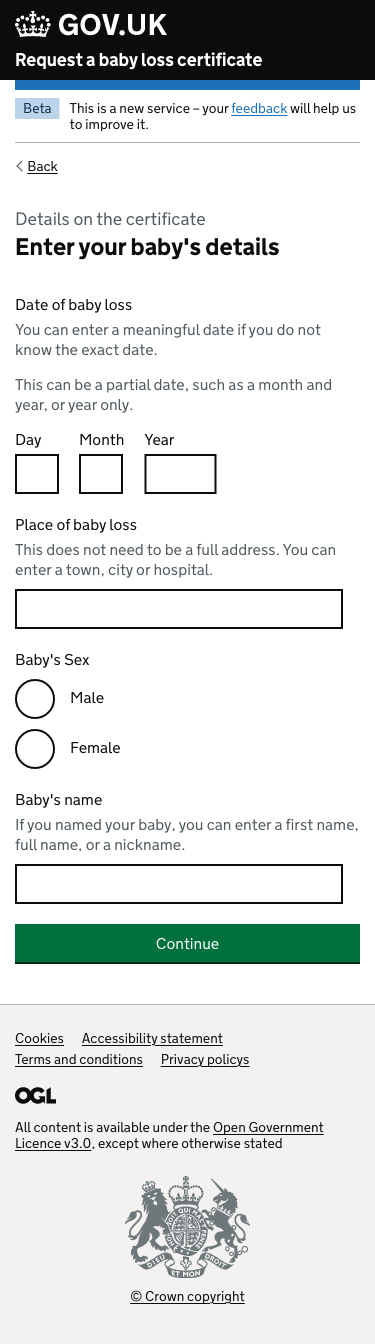 GOV.UK
Request a baby loss certificate
Beta
This is a new service – your feedback will help us
to improve it.
Back
Details on the certificate
Enter your baby's details
Date of baby loss
You can enter a meaningful date if you do not
know the exact date.
This can be a partial date, such as a month and
year, or year only.
Day Month Year
Place of baby loss
This does not need to be a full address. You can
enter a town, city or hospital.
Baby's Sex
Male
Female
Baby's name
If you named your baby, you can enter a first name,
full name, or a nickname.
Continue
Cookies Accessibility statement
Terms and conditions Privacy policys
OGL
All content is available under the Open Government
Licence v3.0, except where otherwise stated
DIEU ET MON DROIT
© Crown copyright